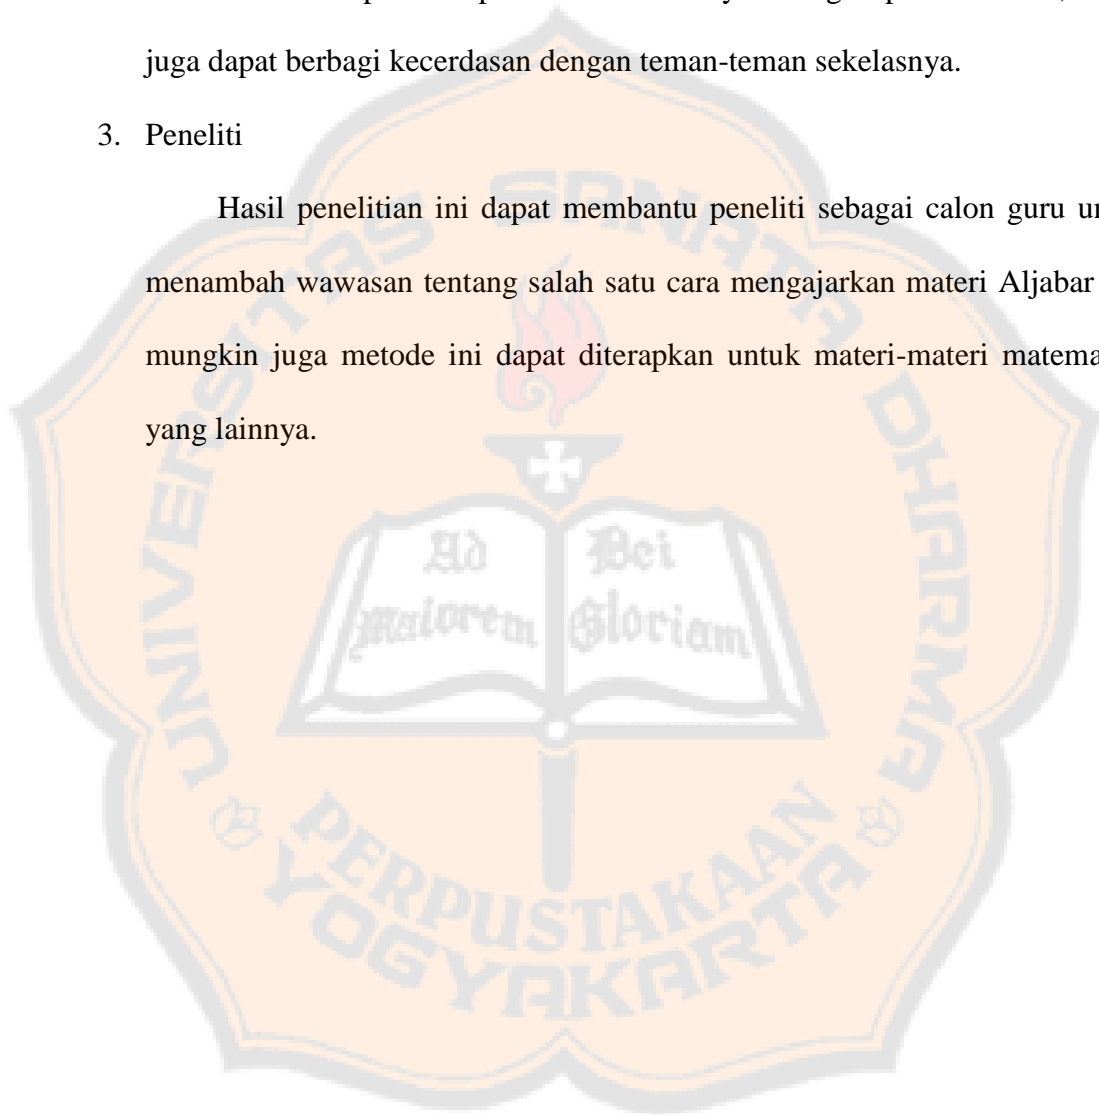 juga dapat berbagi kecerdasan dengan teman-teman sekelasnya.
3. Peneliti
Hasil penelitian ini dapat membantu peneliti sebagai calon guru
menambah wawasan tentang salah satu cara mengajarkan materi Aljabar
mungkin juga metode ini dapat diterapkan untuk materi-materi
yang lainnya.
UNIVERSITAS SANATA DHARMA
Ad Dei
maiorem Gloriam
PERPUSTAKAAN
YOGYAKARTA